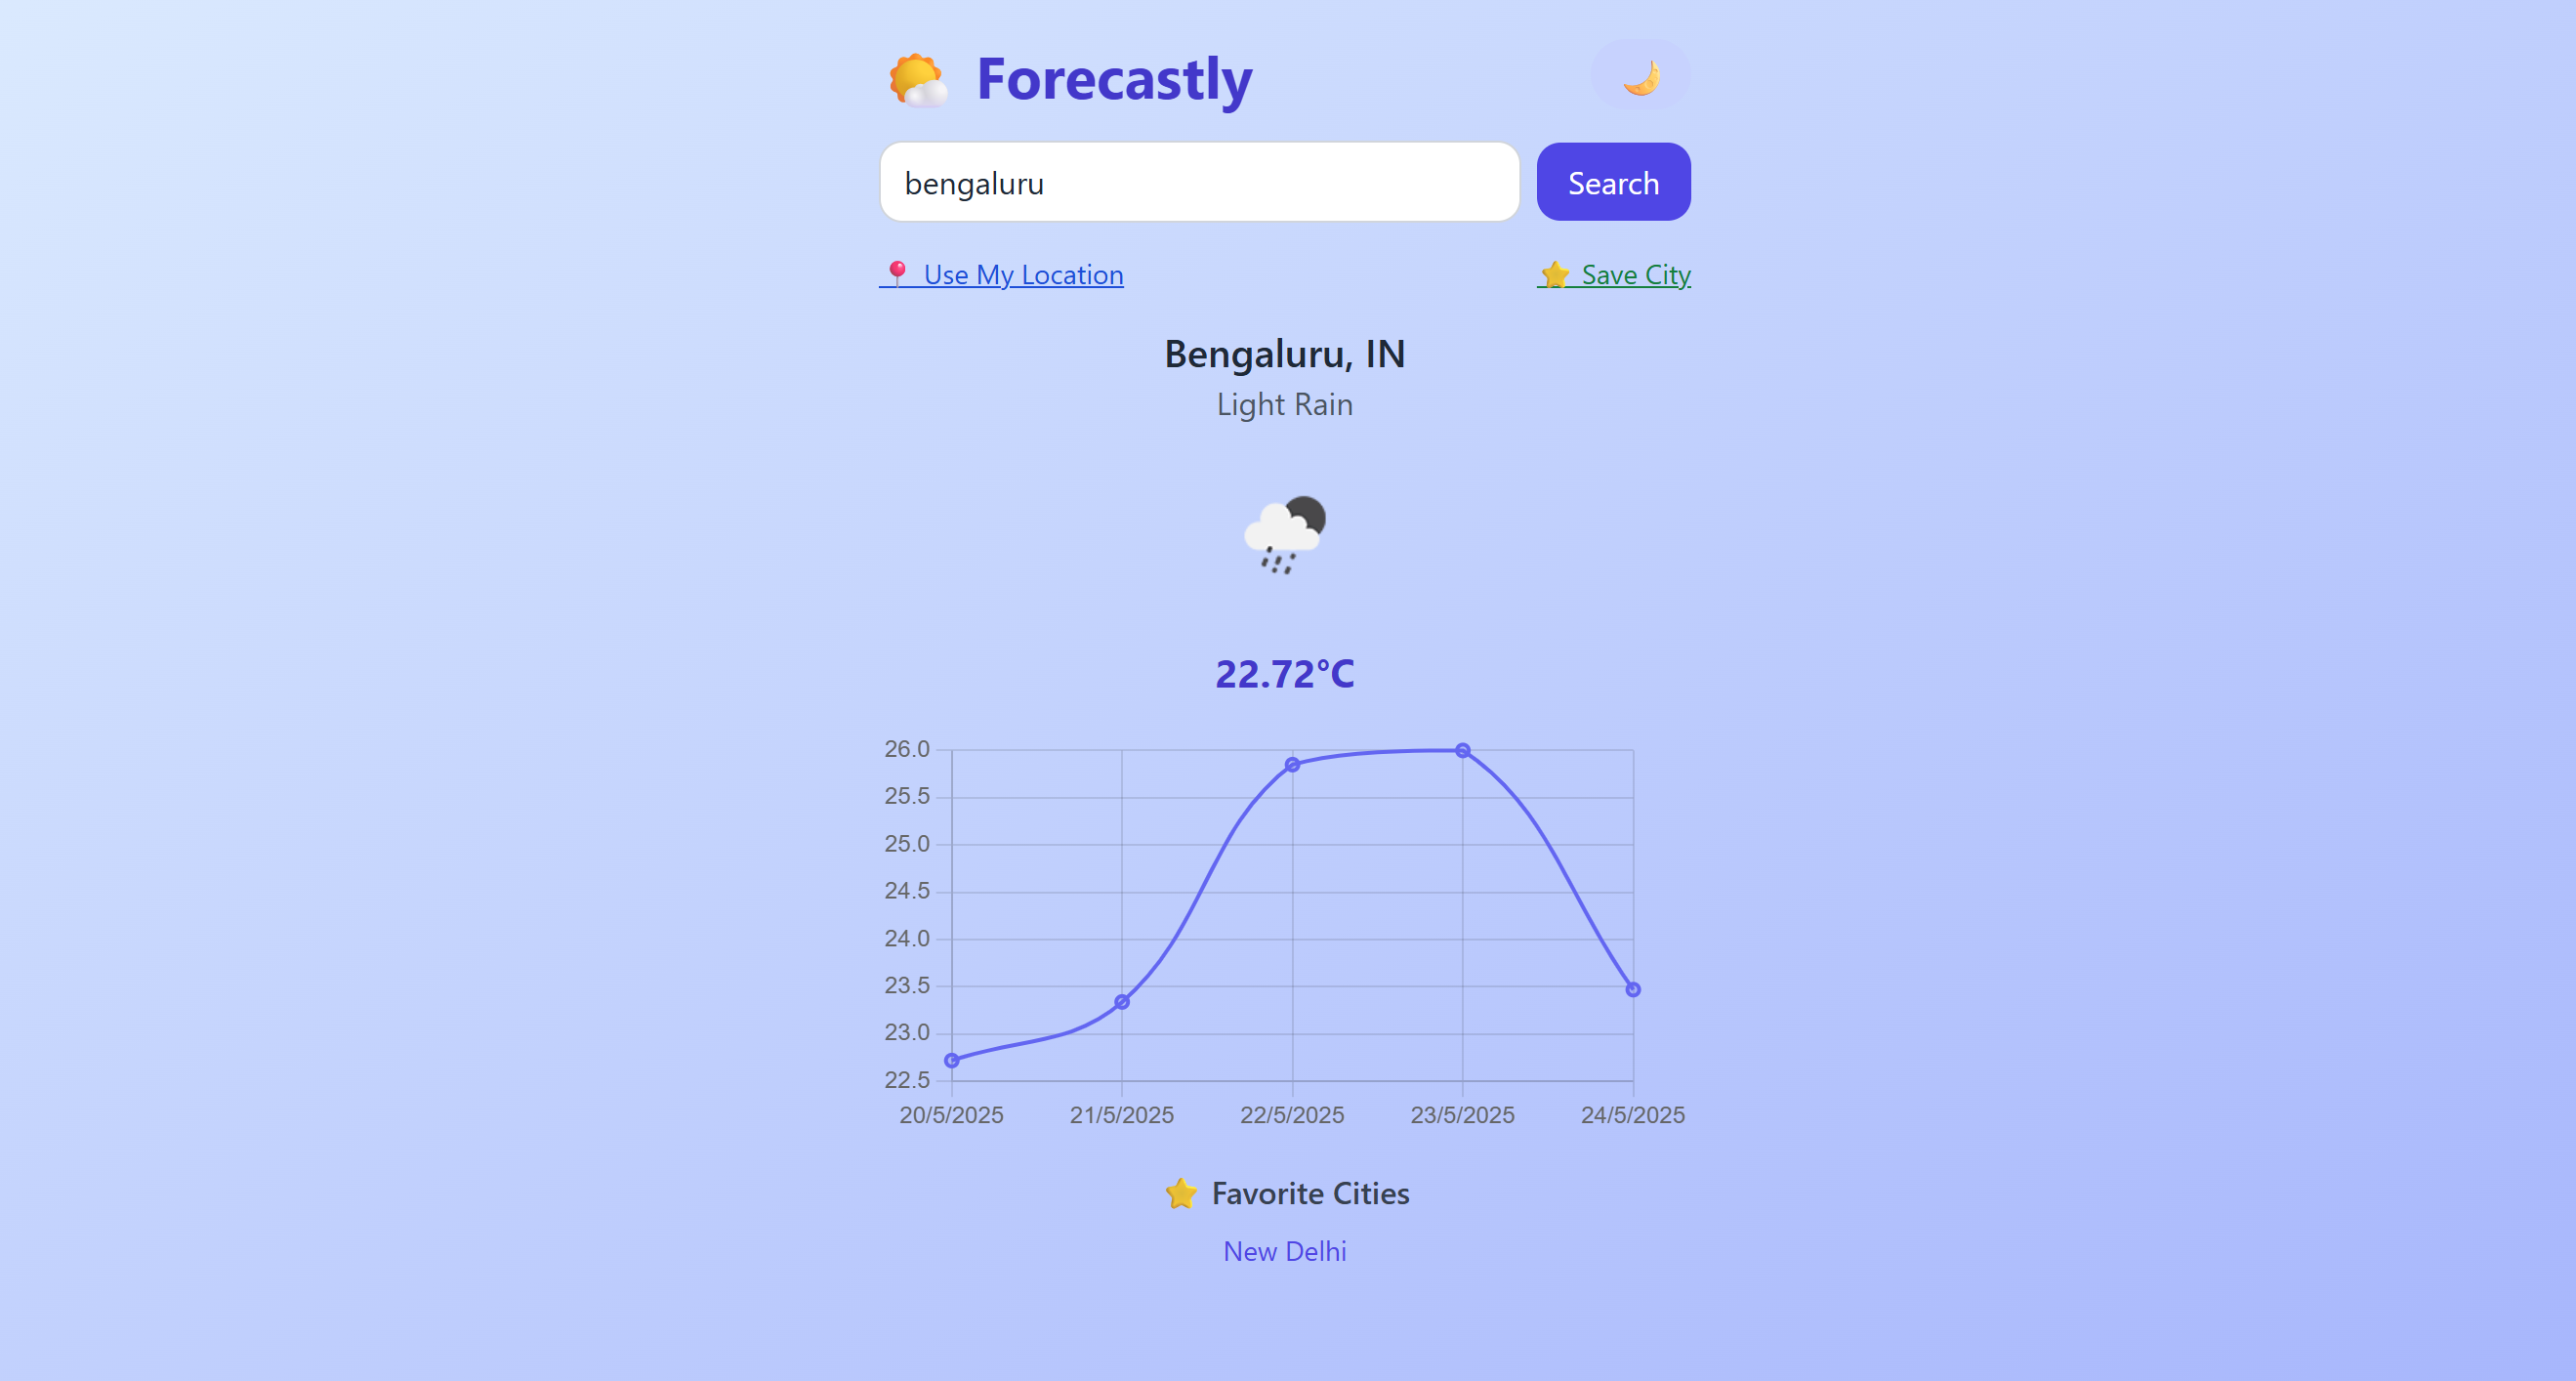 Forecastly
bengaluru
Search
Use My Location
Save City
Bengaluru, IN
Light Rain
22.72°C
26.0
25.5
25.0
24.5
24.0
23.5
23.0
22.5
20/5/2025 21/5/2025 22/5/2025 23/5/2025 24/5/2025
Favorite Cities
New Delhi